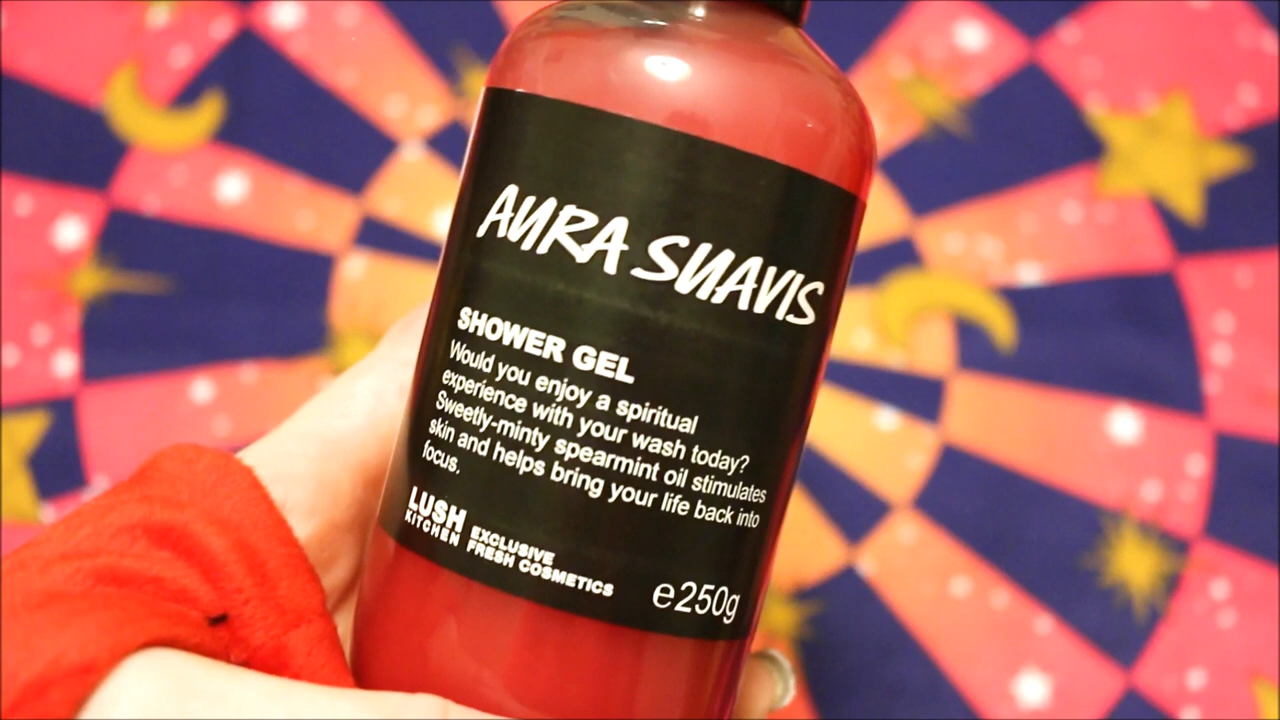 AURA SUAVIS
SHOWER GEL
Would you enjoy a spiritual
experience with your wash today?
Sweetly-minty spearmint oil stimulates
skin and helps bring your life back into
focus.
LUSH EXCLUSIVE
KITCHEN FRESH COSMETICS
e250g